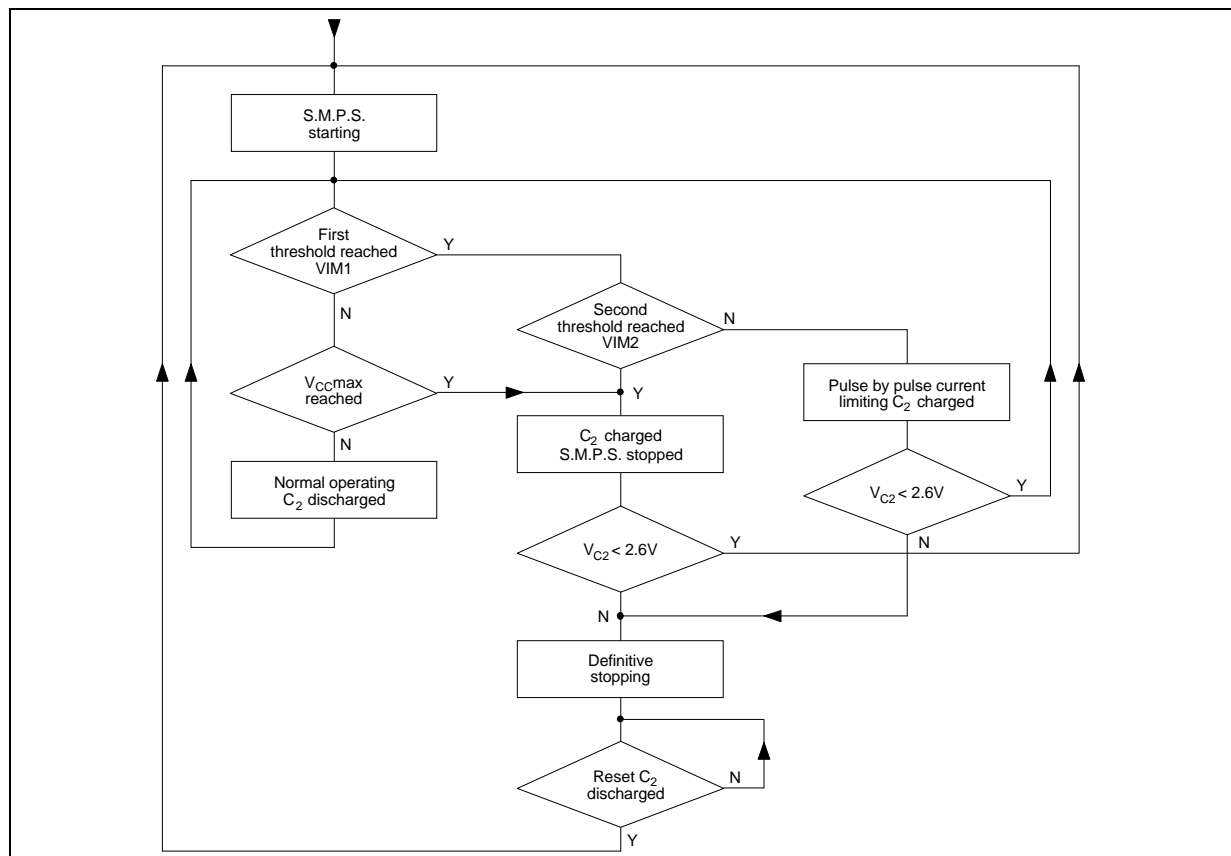 S.M.P.S.
starting
First
threshold reached
VIM1
Y
N
Second
threshold reached
VIM2
N
Y
VCCmax
reached
Y
N
Pulse by pulse current
limiting C2 charged
C2 charged
S.M.P.S. stopped
Normal operating
C2 discharged
VC2 < 2.6V
Y
N
VC2 < 2.6V
Y
N
Definitive
stopping
Reset C2
discharged
N
Y